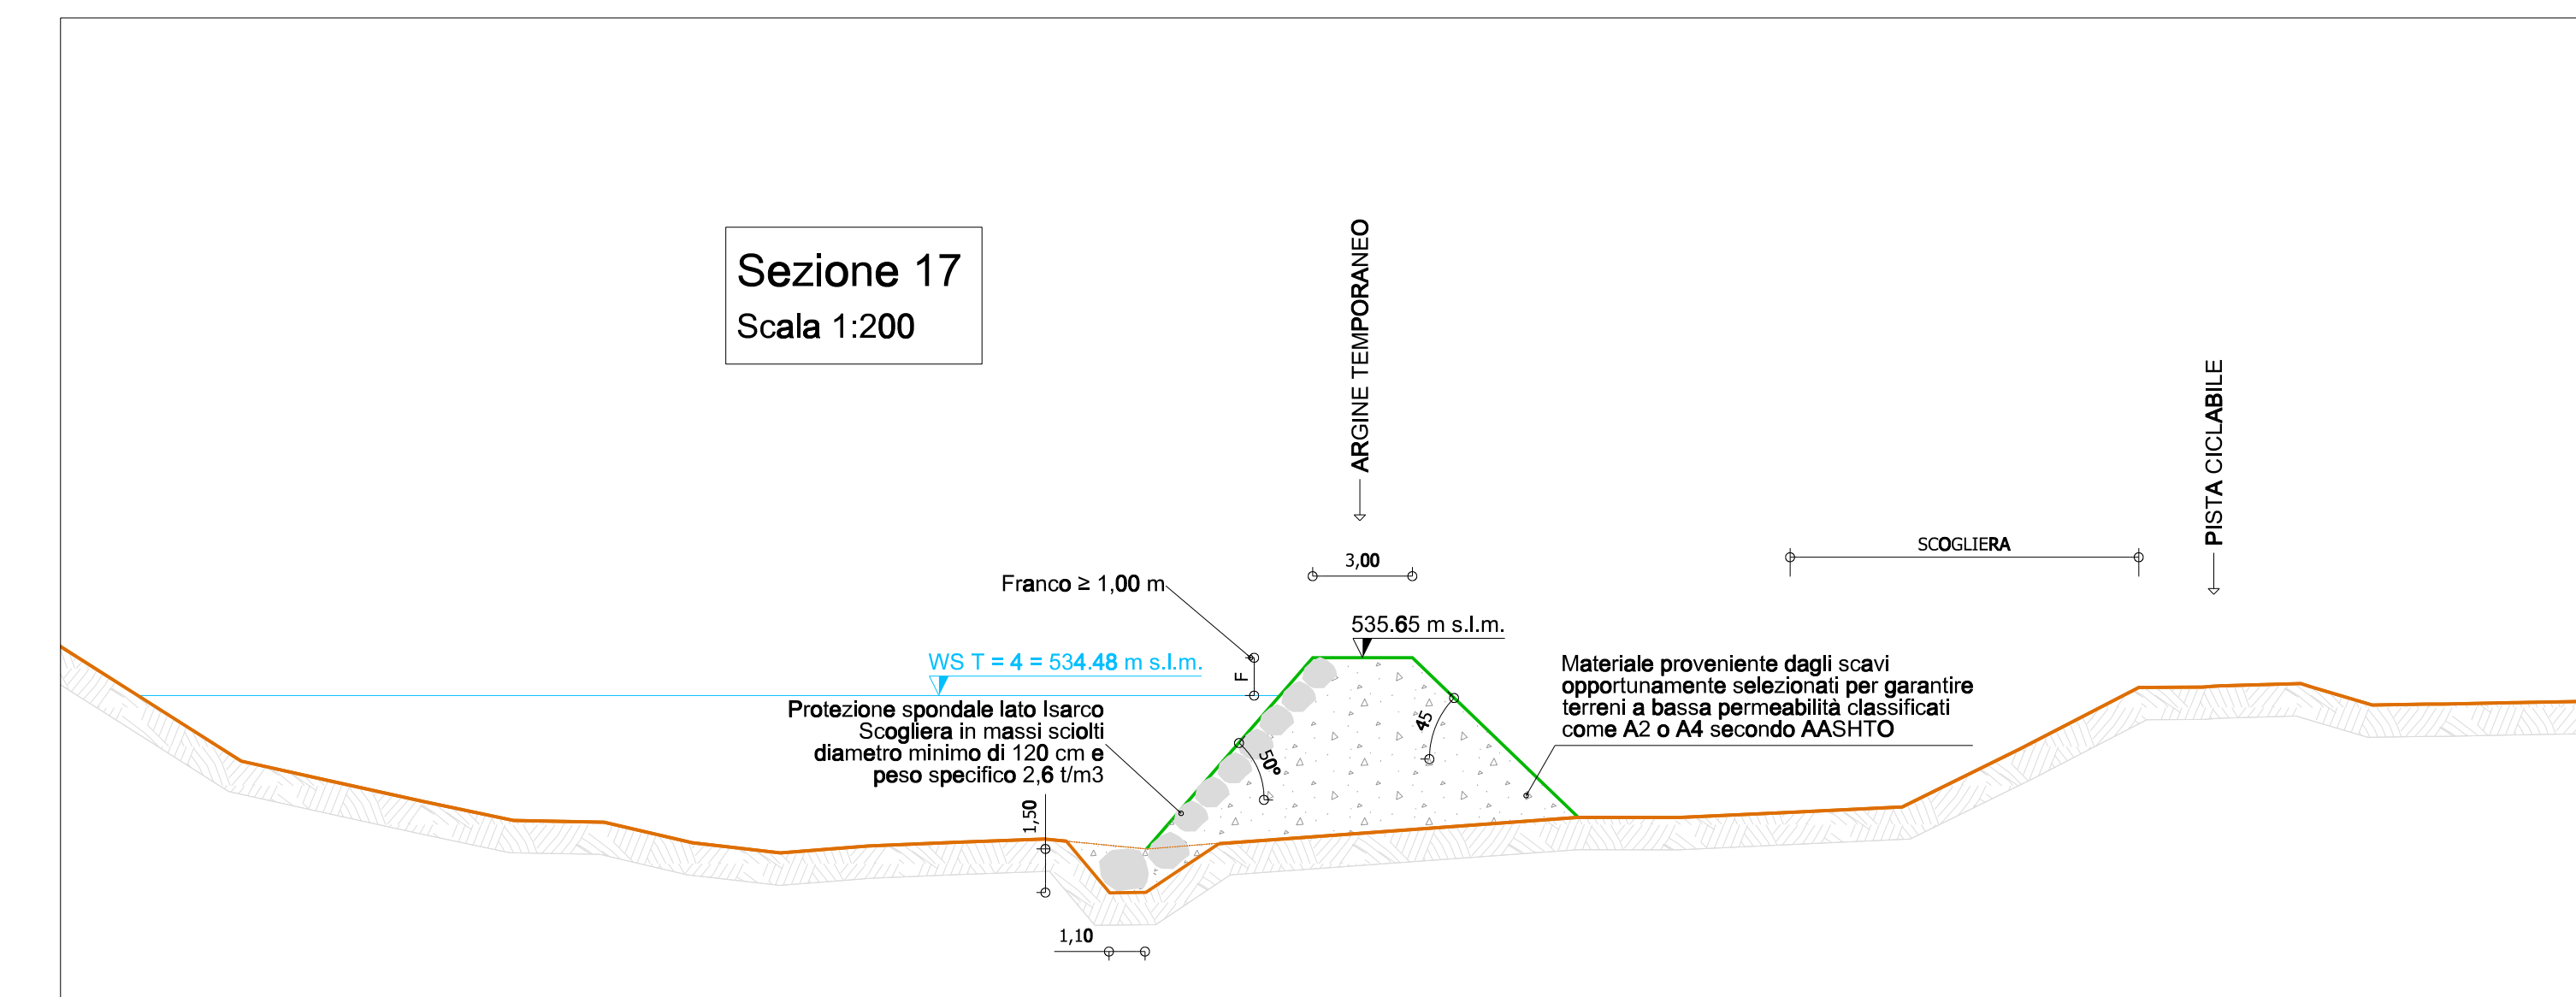 Sezione 17
Scala 1:200
ARGINE TEMPORANEO
PISTA CICLABILE
SCOGLIERA
3,00
Franco ≥ 1,00 m
535.65 m s.l.m.
WS T = 4 = 534.48 m s.l.m.
F
Protezione spondale lato Isarco
Scogliera in massi sciolti
diametro minimo di 120 cm e
peso specifico 2,6 t/m3
Materiale proveniente dagli scavi
opportunamente selezionati per garantire
terreni a bassa permeabilità classificati
come A2 o A4 secondo AASHTO
45
50°
1,50
1,10